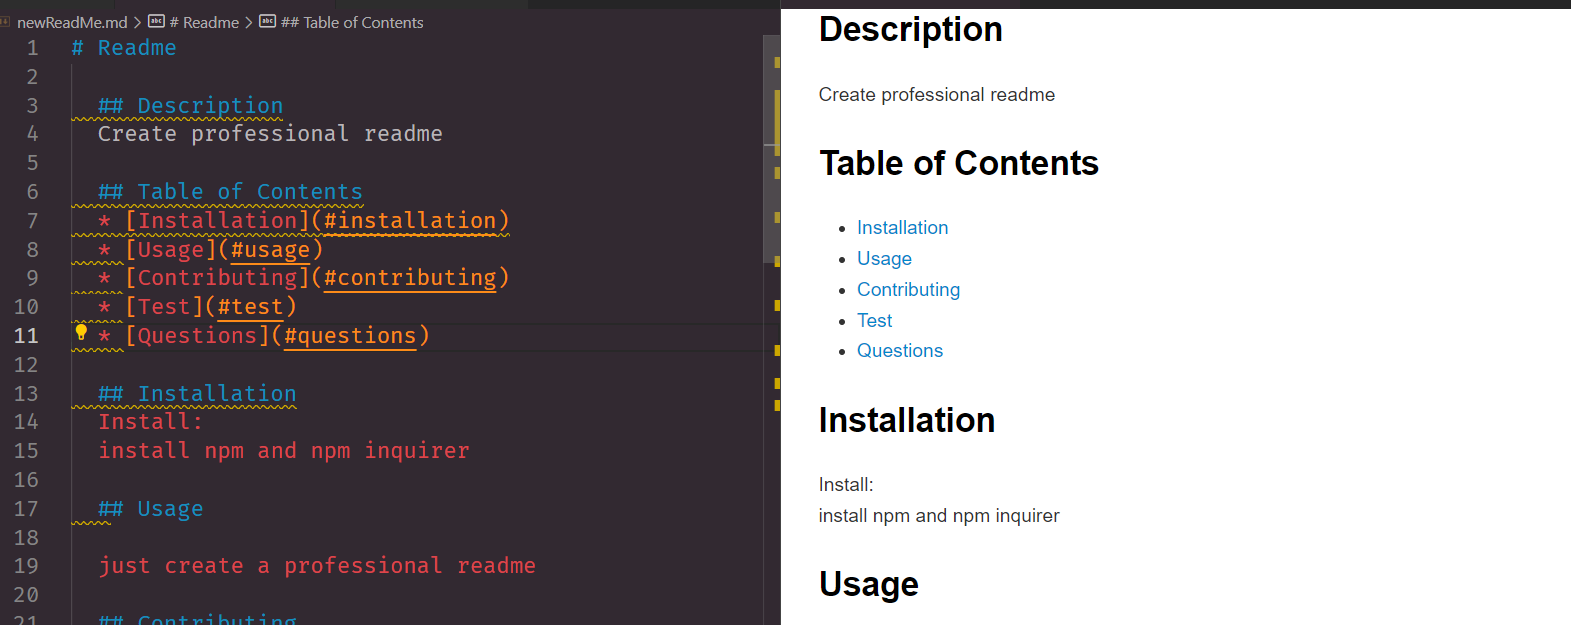 newReadMe.md > # Readme > ## Table of Contents
1 # Readme
2
3 ## Description
4 Create professional readme
5
6 ## Table of Contents
7 * [Installation](#installation)
8 * [Usage](#usage)
9 * [Contributing](#contributing)
10 * [Test](#test)
11 * [Questions](#questions)
12
13 ## Installation
14 Install:
15 install npm and npm inquirer
16
17 ## Usage
18
19 just create a professional readme
20
21 ## Contributing
Description
Create professional readme
Table of Contents
• Installation
• Usage
• Contributing
• Test
• Questions
Installation
Install:
install npm and npm inquirer
Usage